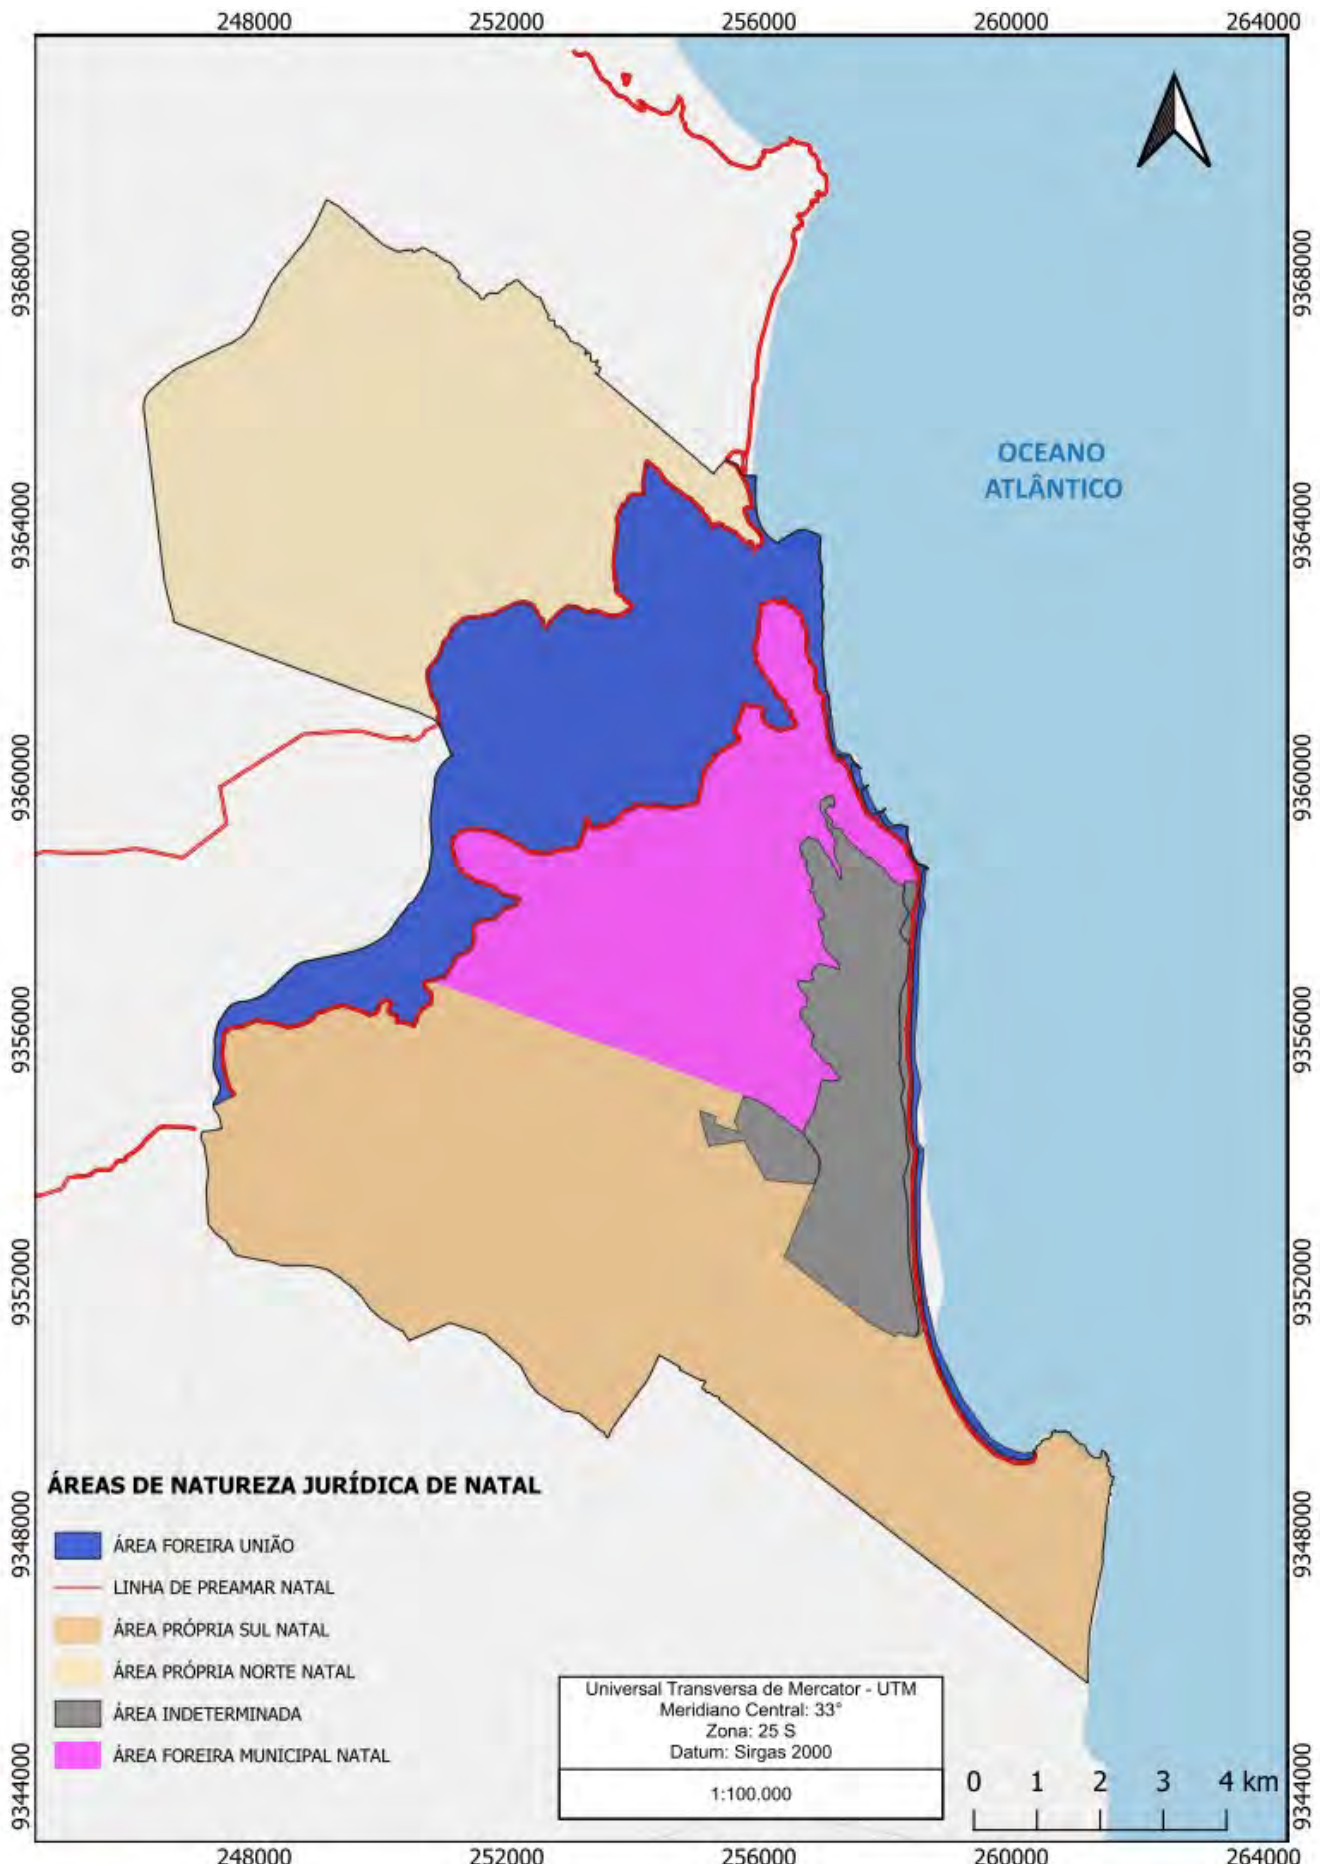 248000 252000 256000 260000 264000
9368000 9368000
OCEANO
ATLÂNTICO
9364000 9364000
9360000 9360000
9356000 9356000
9352000 9352000
ÁREAS DE NATUREZA JURÍDICA DE NATAL
9348000 9348000
ÁREA FOREIRA UNIÃO
LINHA DE PREAMAR NATAL
ÁREA PRÓPRIA SUL NATAL
ÁREA PRÓPRIA NORTE NATAL
ÁREA INDETERMINADA
ÁREA FOREIRA MUNICIPAL NATAL
Universal Transversa de Mercator - UTM
Meridiano Central: 33°
Zona: 25 S
Datum: Sirgas 2000
1:100.000
0 1 2 3 4 km
9344000 9344000
248000 252000 256000 260000 264000